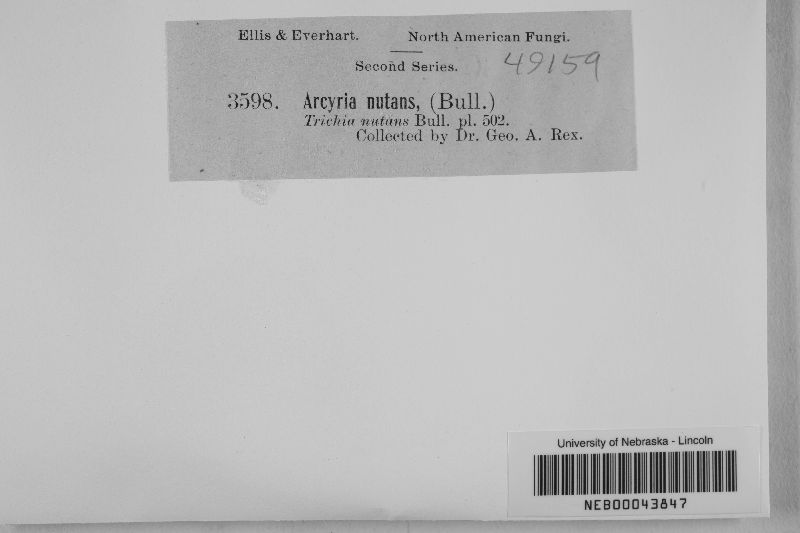 Ellis & Everhart. North American Fungi.
Second Series. 49159
3598. Arcyria nutans, (Bull.)
Trichia nutans Bull. pl. 502.
Collected by Dr. Geo. A. Rex.
University of Nebraska - Lincoln
NEB00043847